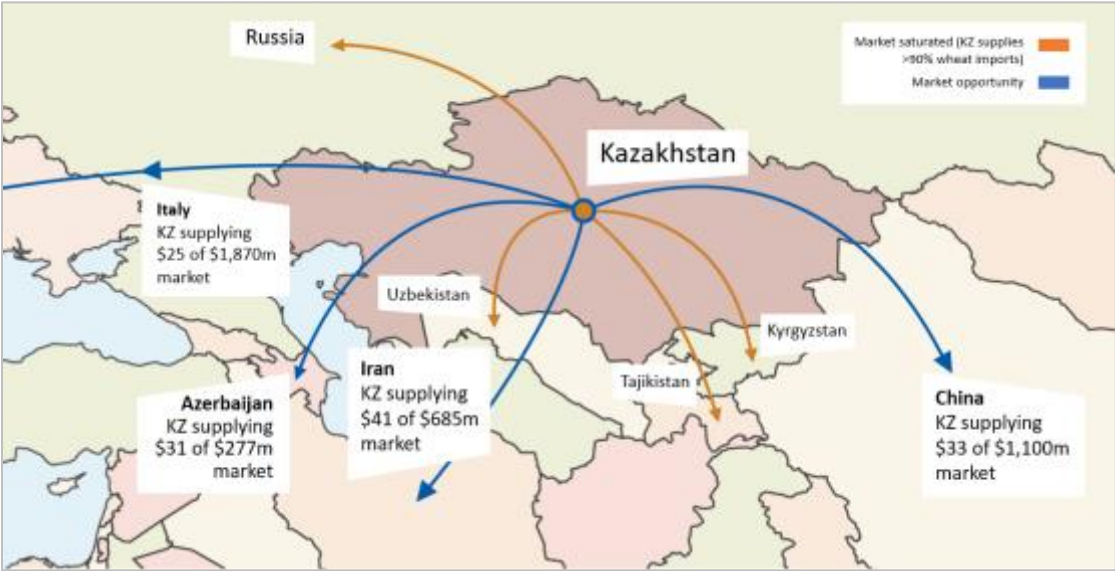 Russia
Market saturated (KZ supplies
>90% wheat imports)
Market opportunity
Kazakhstan
Italy
KZ supplying
$25 of $1,870m
market
Uzbekistan
Kyrgyzstan
Iran
KZ supplying
$41 of $685m
market
Tajikistan
Azerbaijan
KZ supplying
$31 of $277m
market
China
KZ supplying
$33 of $1,100m
market